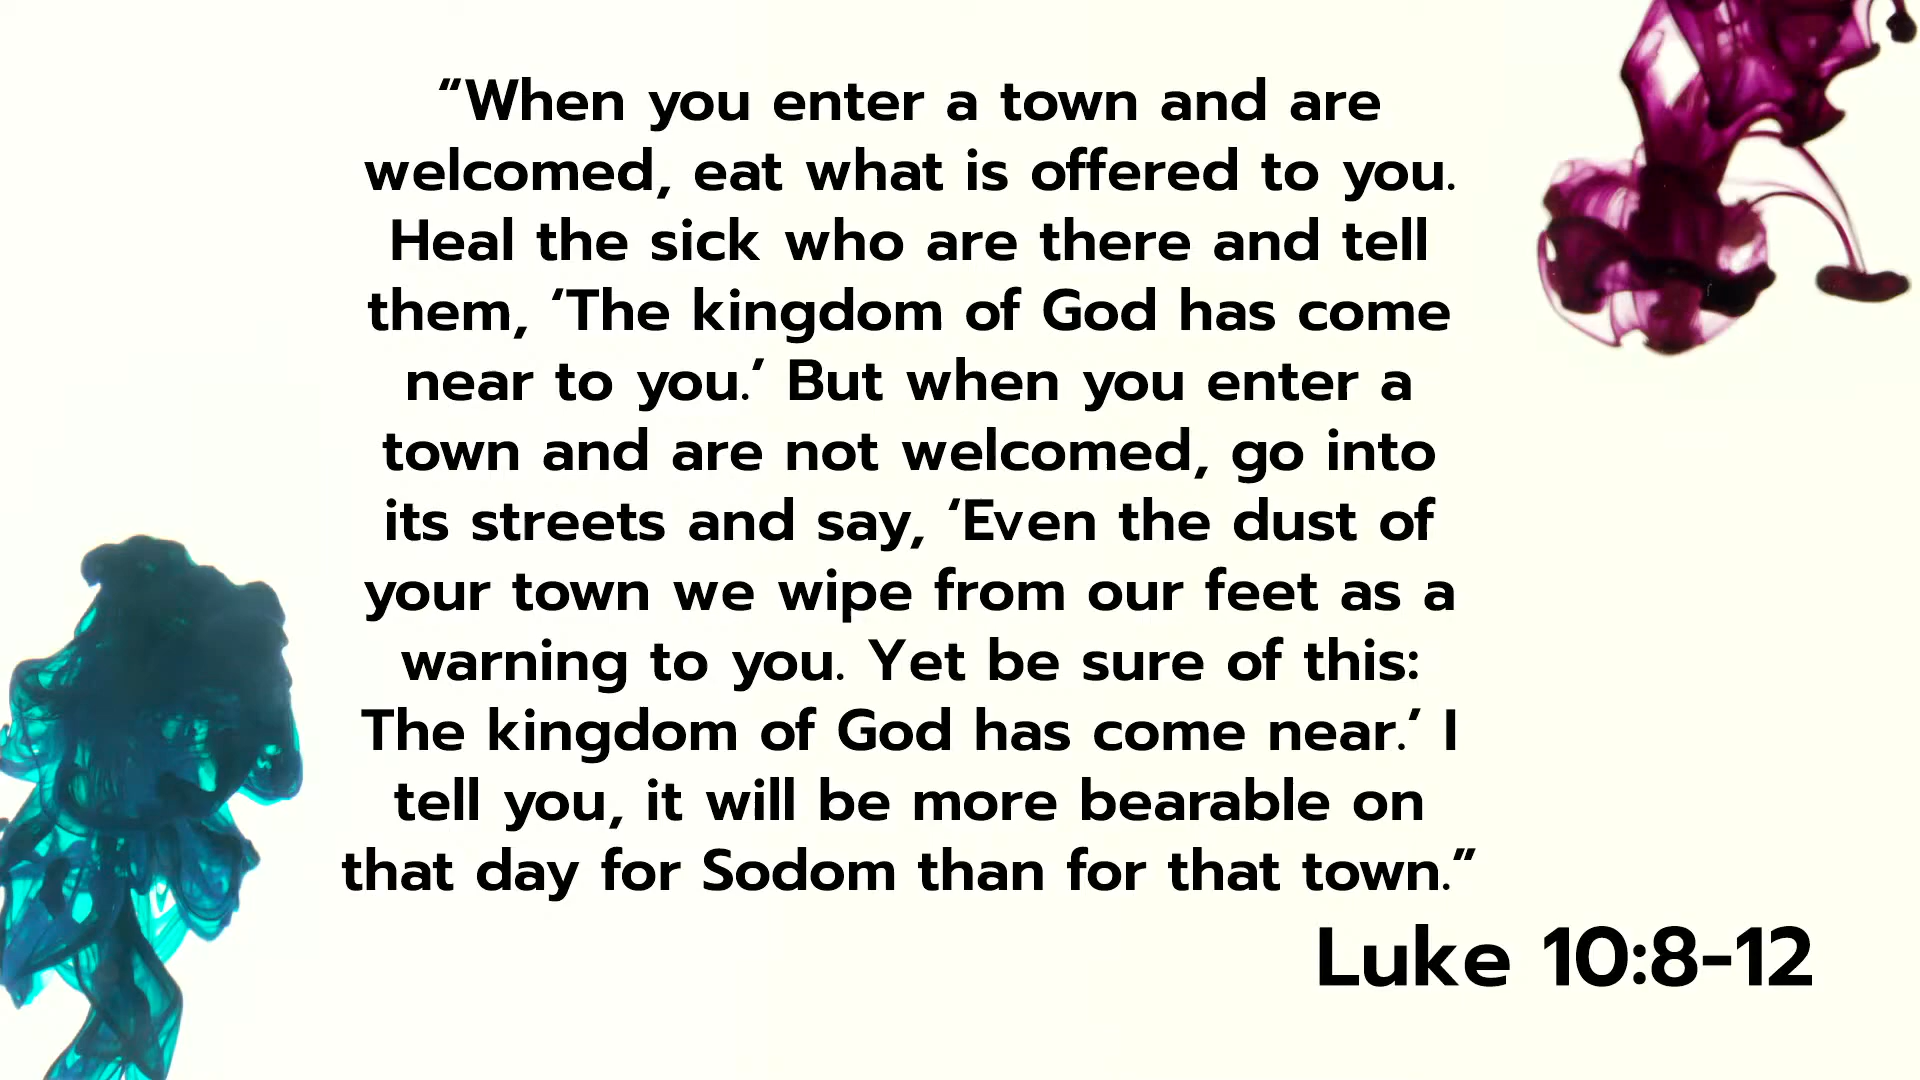 “When you enter a town and are
welcomed, eat what is offered to you.
Heal the sick who are there and tell
them, ‘The kingdom of God has come
near to you.’ But when you enter a
town and are not welcomed, go into
its streets and say, ‘Even the dust of
your town we wipe from our feet as a
warning to you. Yet be sure of this:
The kingdom of God has come near.’ I
tell you, it will be more bearable on
that day for Sodom than for that town.”
Luke 10:8-12